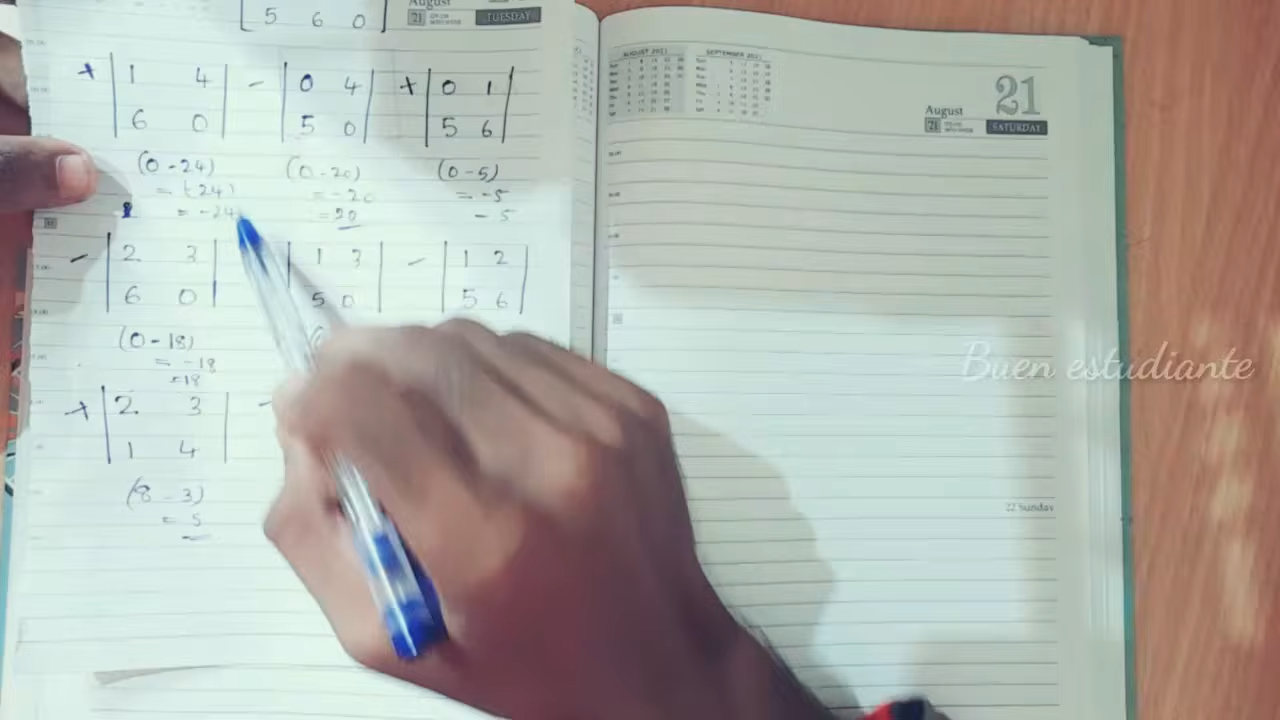 5 6 0
August
21
TUESDAY
+ | 1 4 | - | 0 4 | + | 0 1 |
| 6 0 | | 5 0 | | 5 6 |
(0 - 24) (0 - 20) (0 - 5)
= (-24) = -20 = -5
= -24 = 20 - 5
- | 2 3 | | 1 3 | - | 1 2 |
| 6 0 | | 5 0 | | 5 6 |
(0 - 18)
= -18
+ | 2 3 | -
| 1 4 |
(8 - 3)
= 5
AUGUST 2021 SEPTEMBER 2021
21
August
21
SATURDAY
22 Sunday
Buen estudiante